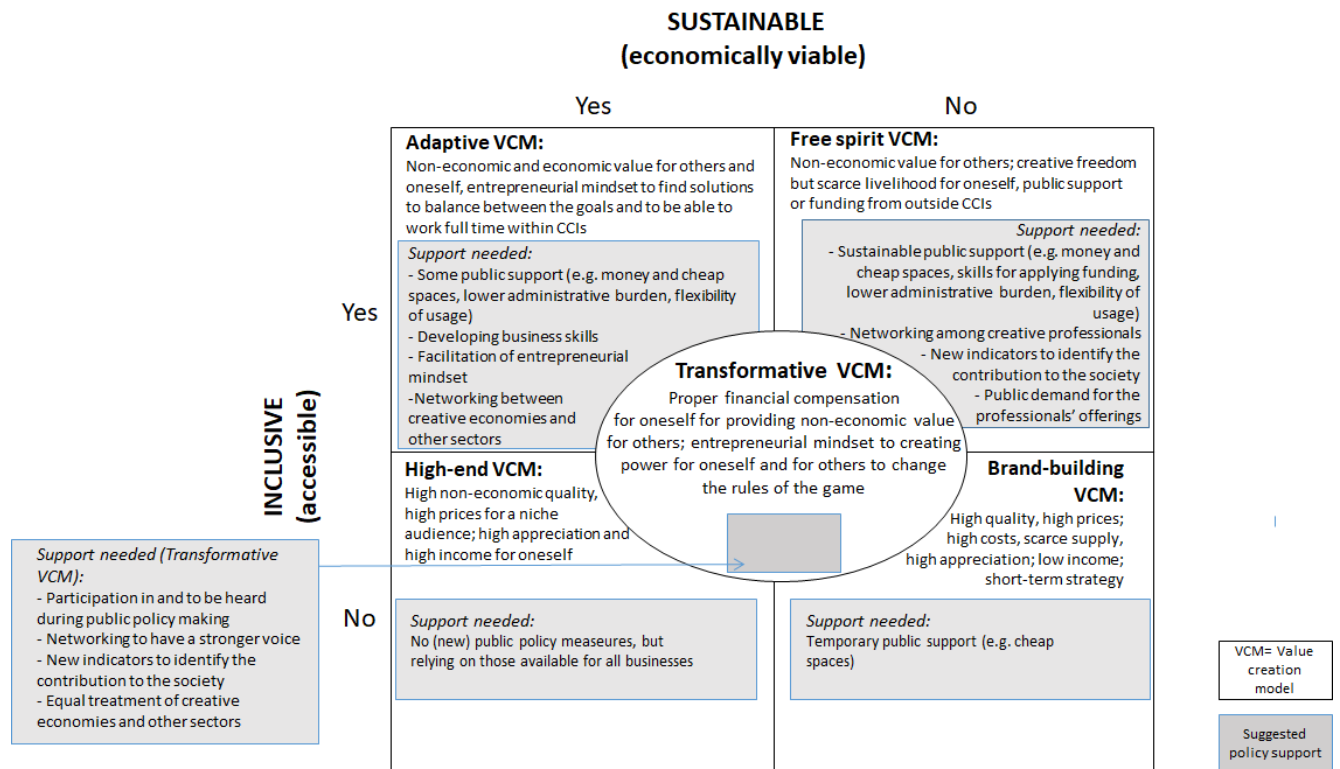 SUSTAINABLE
(economically viable)
Yes
No
Adaptive VCM:
Non-economic and economic value for others and
oneself, entrepreneurial mindset to find solutions
to balance between the goals and to be able to
work full time within CCIs
Support needed:
- Some public support (e.g. money and cheap
spaces, lower administrative burden, flexibility
of usage)
- Developing business skills
- Facilitation of entrepreneurial
mindset
-Networking between
creative economies and
other sectors
Free spirit VCM:
Non-economic value for others; creative freedom
but scarce livelihood for oneself, public support
or funding from outside CCIs
Support needed:
- Sustainable public support (e.g. money and
cheap spaces, skills for applying funding,
lower administrative burden, flexibility of
usage)
- Networking among creative professionals
- New indicators to identify the
contribution to the society
- Public demand for the
professionals' offerings
Yes
INCLUSIVE
(accessible)
No
Transformative VCM:
Proper financial compensation
for oneself for providing non-economic value
for others; entrepreneurial mindset to creating
power for oneself and for others to change
the rules of the game
High-end VCM:
High non-economic quality,
high prices for a niche
audience; high appreciation and
high income for oneself
Support needed:
No (new) public policy measeures, but
relying on those available for all businesses
Brand-building
VCM:
High quality, high prices;
high costs, scarce supply,
high appreciation; low income;
short-term strategy
Support needed:
Temporary public support (e.g. cheap
spaces)
Support needed (Transformative
VCM):
- Participation in and to be heard
during public policy making
- Networking to have a stronger voice
- New indicators to identify the
contribution to the society
- Equal treatment of creative
economies and other sectors
VCM= Value
creation
model
Suggested
policy support